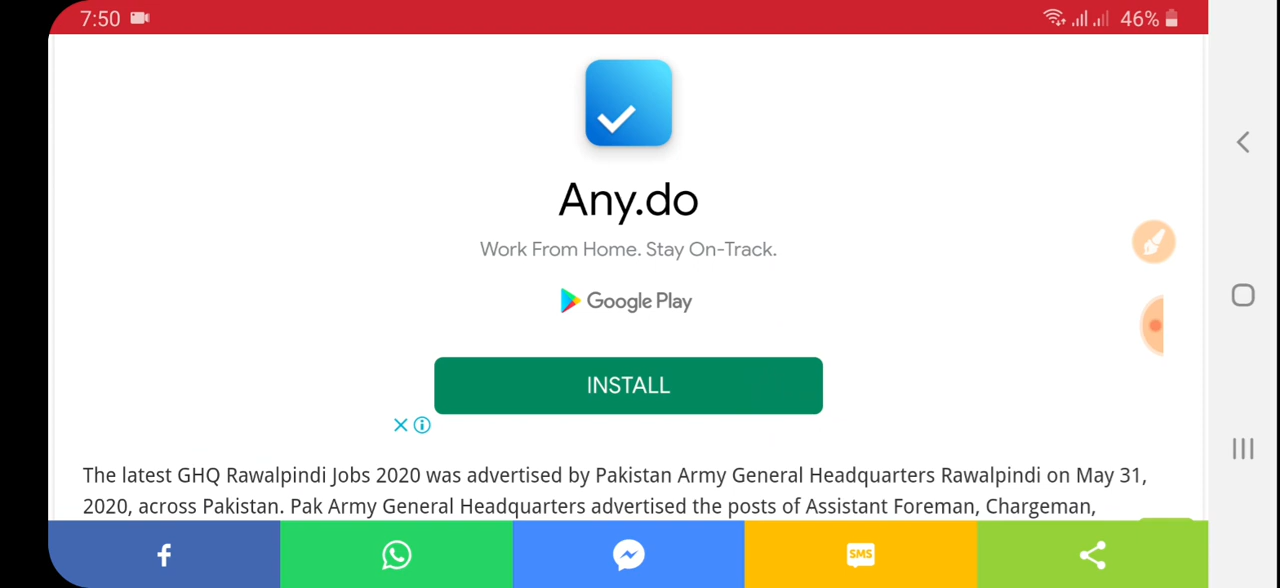 7:50 46%
Any.do
Work From Home. Stay On-Track.
Google Play
INSTALL
The latest GHQ Rawalpindi Jobs 2020 was advertised by Pakistan Army General Headquarters Rawalpindi on May 31,
2020, across Pakistan. Pak Army General Headquarters advertised the posts of Assistant Foreman, Chargeman,
SMS